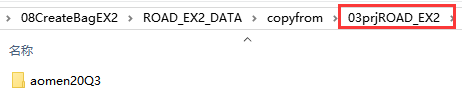 > 08CreateBagEX2 > ROAD_EX2_DATA > copyfrom > 03prjROAD_EX2 >
名称
aomen20Q3